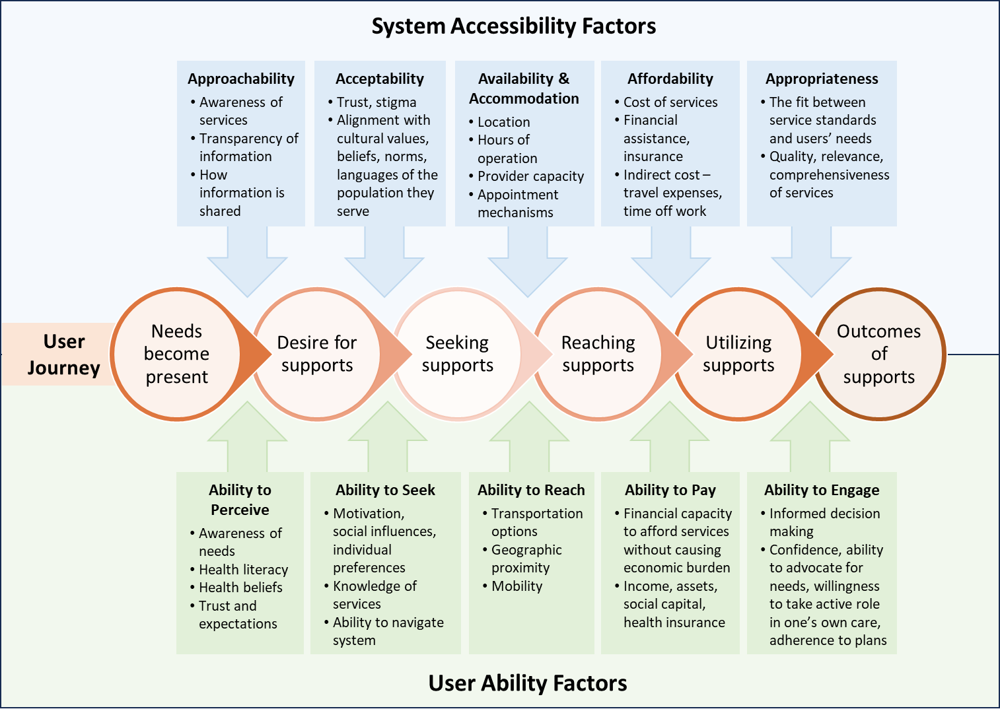 System Accessibility Factors
Approachability
• Awareness of
services
• Transparency of
information
• How
information is
shared
Acceptability
• Trust, stigma
• Alignment with
cultural values,
beliefs, norms,
languages of the
population they
serve
Availability &
Accommodation
• Location
• Hours of
operation
• Provider capacity
• Appointment
mechanisms
Affordability
• Cost of services
• Financial
assistance,
insurance
• Indirect cost –
travel expenses,
time off work
Appropriateness
• The fit between
service standards
and users’ needs
• Quality, relevance,
comprehensiveness
of services
User
Journey
Needs
become
present
Desire for
supports
Seeking
supports
Reaching
supports
Utilizing
supports
Outcomes
of
supports
Ability to
Perceive
• Awareness of
needs
• Health literacy
• Health beliefs
• Trust and
expectations
Ability to Seek
• Motivation,
social influences,
individual
preferences
• Knowledge of
services
• Ability to navigate
system
Ability to Reach
• Transportation
options
• Geographic
proximity
• Mobility
Ability to Pay
• Financial capacity
to afford services
without causing
economic burden
• Income, assets,
social capital,
health insurance
Ability to Engage
• Informed decision
making
• Confidence, ability
to advocate for
needs, willingness
to take active role
in one’s own care,
adherence to plans
User Ability Factors